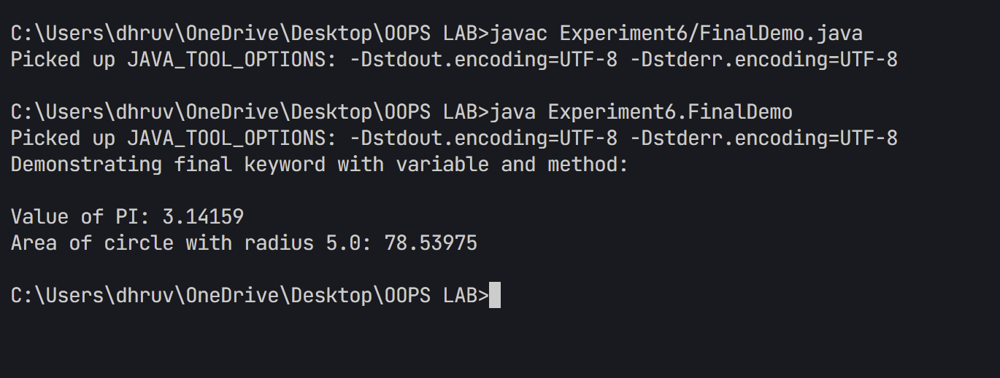 C:\Users\dhruv\OneDrive\Desktop\OOPS LAB>javac Experiment6/FinalDemo.java
Picked up JAVA_TOOL_OPTIONS: -Dstdout.encoding=UTF-8 -Dstderr.encoding=UTF-8
C:\Users\dhruv\OneDrive\Desktop\OOPS LAB>java Experiment6.FinalDemo
Picked up JAVA_TOOL_OPTIONS: -Dstdout.encoding=UTF-8 -Dstderr.encoding=UTF-8
Demonstrating final keyword with variable and method:
Value of PI: 3.14159
Area of circle with radius 5.0: 78.53975
C:\Users\dhruv\OneDrive\Desktop\OOPS LAB>